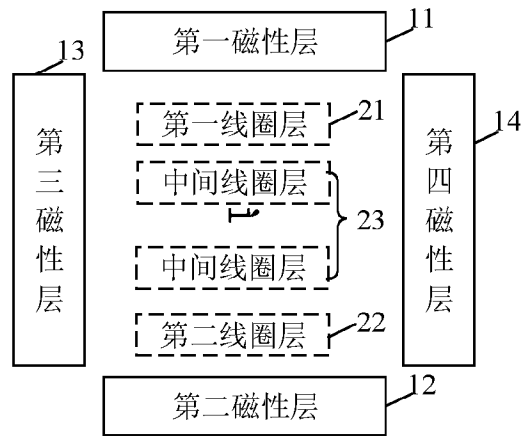 11
第一磁性层
13
第三磁性层
第一线圈层
21
14
第四磁性层
中间线圈层
23
中间线圈层
第二线圈层
22
12
第二磁性层